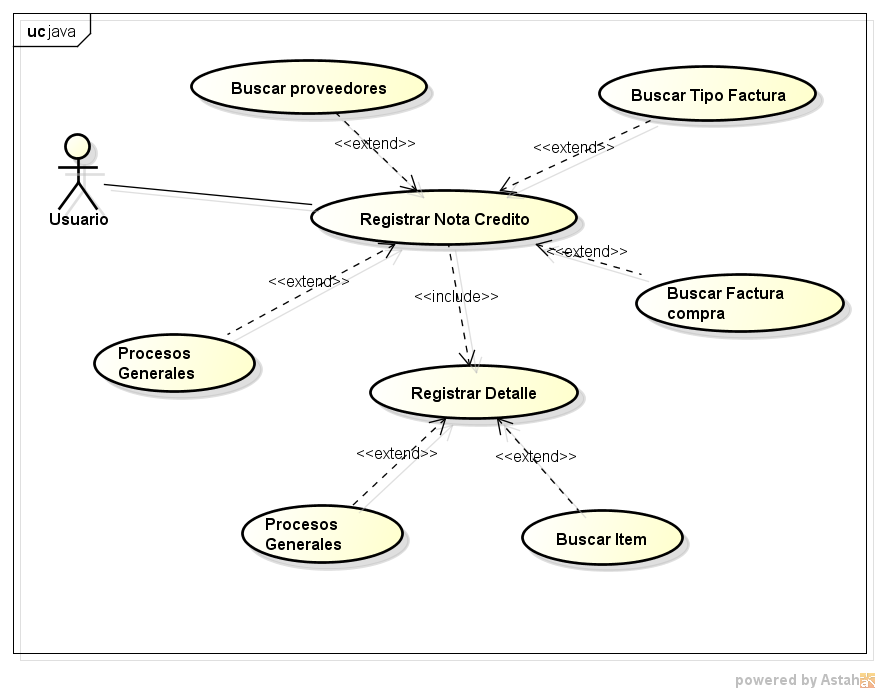 uc java
Buscar proveedores
Buscar Tipo Factura
<<extend>>
<<extend>>
Usuario
Registrar Nota Credito
<<extend>>
<<extend>>
<<include>>
Buscar Factura
compra
Procesos
Generales
Registrar Detalle
<<extend>>
<<extend>>
Procesos
Generales
Buscar Item
powered by Astah